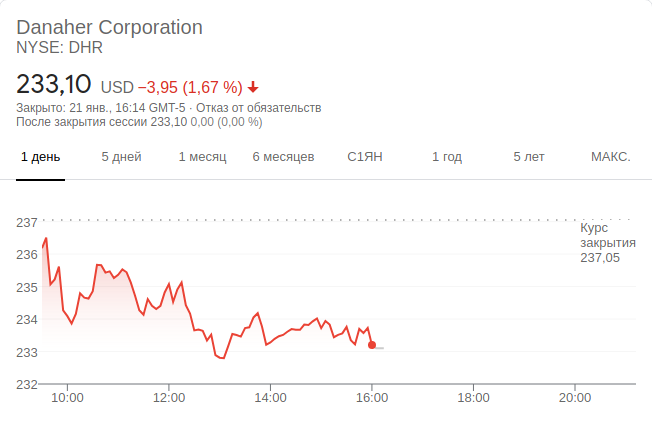 Danaher Corporation
NYSE: DHR
233,10 USD −3,95 (1,67 %)
Закрыто: 21 янв., 16:14 GMT-5 · Отказ от обязательств
После закрытия сессии 233,10 0,00 (0,00 %)
1 день 5 дней 1 месяц 6 месяцев С1ЯН 1 год 5 лет МАКС.
237
236
235
234
233
232
Курс
закрытия
237,05
10:00 12:00 14:00 16:00 18:00 20:00